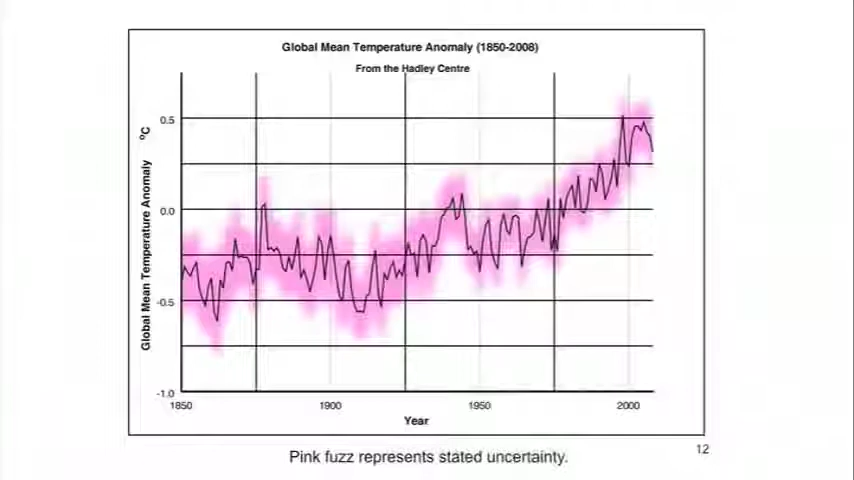 Global Mean Temperature Anomaly (1850-2008)
From the Hadley Centre
Global Mean Temperature Anomaly ºC
0.5
0.0
-0.5
-1.0
1850 1900 1950 2000
Year
Pink fuzz represents stated uncertainty.
12